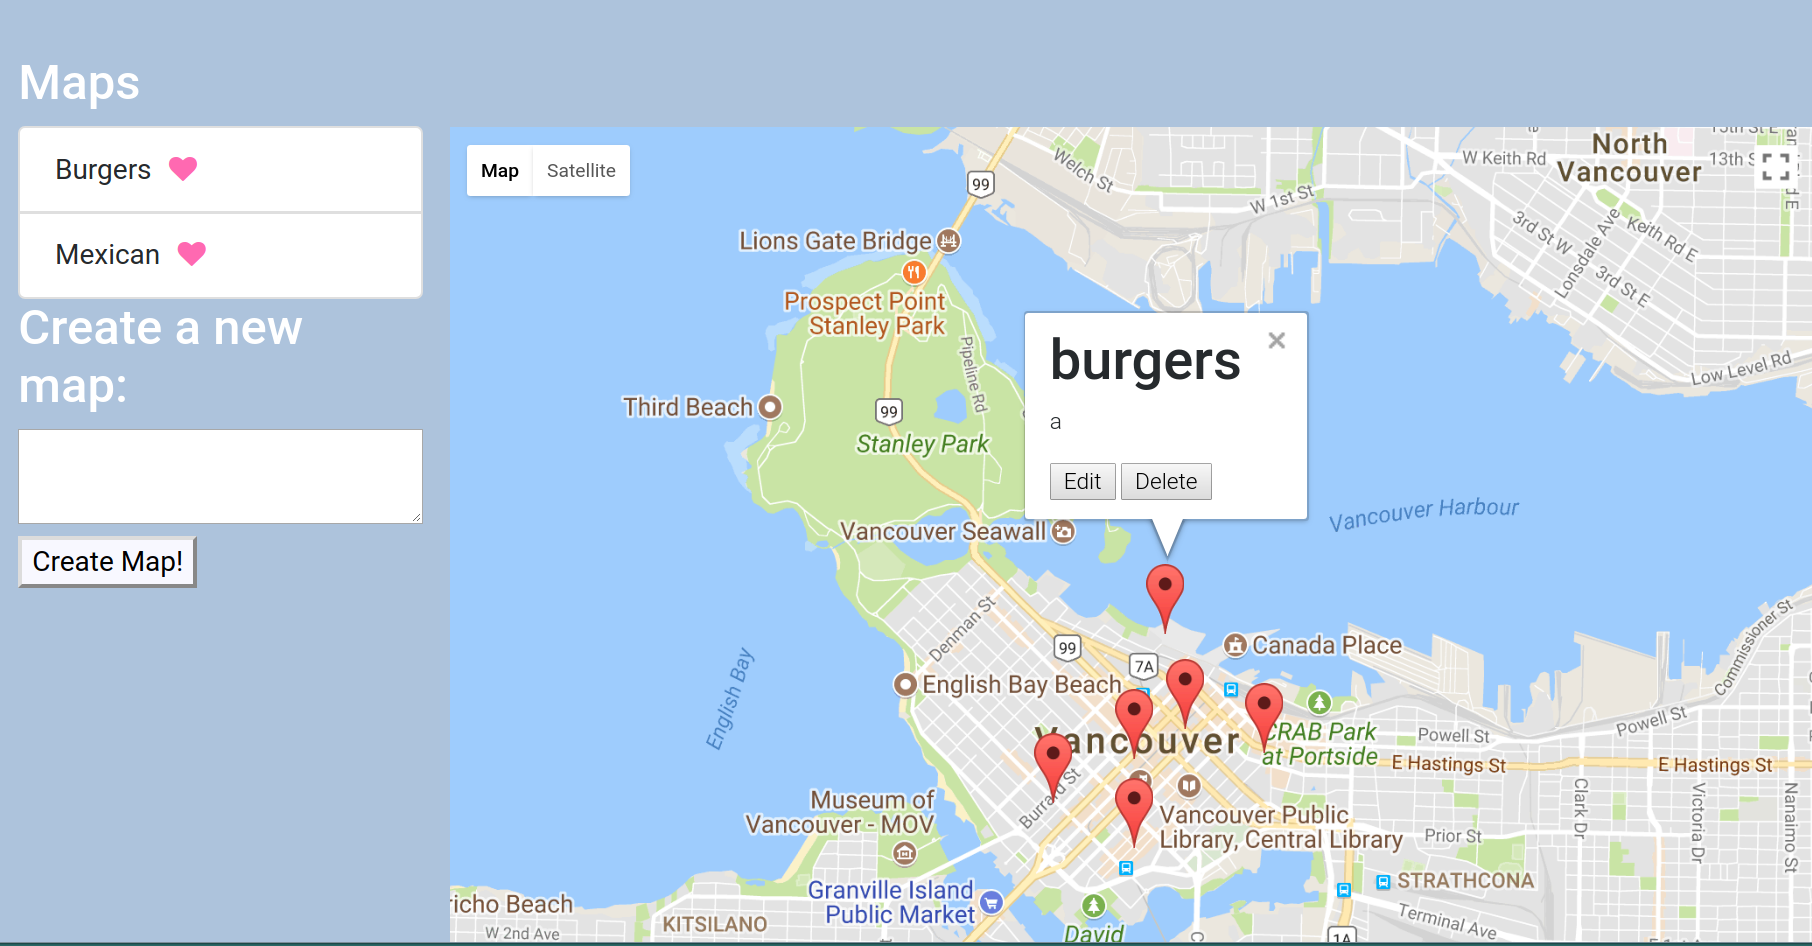 Maps
Burgers
Mexican
Create a new
map:
Create Map!
Map
Satellite
North
Vancouver
13th St E
W Keith Rd
Welch St
W 1st St
3rd St W
Lonsdale Ave
Keith Rd E
3rd St E
Low Level Rd
99
Lions Gate Bridge
Prospect Point
Stanley Park
Pipeline Rd
Third Beach
99
Stanley Park
burgers
a
Edit
Delete
Vancouver Seawall
Vancouver Harbour
Denman St
99
7A
Canada Place
English Bay
English Bay Beach
Commissioner St
Vancouver
CRAB Park
at Portside
Powell St
Powell St
E Hastings St
E Hastings St
Burrard St
Museum of
Vancouver - MOV
Vancouver Public
Library, Central Library
Prior St
Clark Dr
Victoria Dr
Nanaimo St
Granville Island
Public Market
STRATHCONA
richo Beach
KITSILANO
W 2nd Ave
David
Terminal Ave
1A